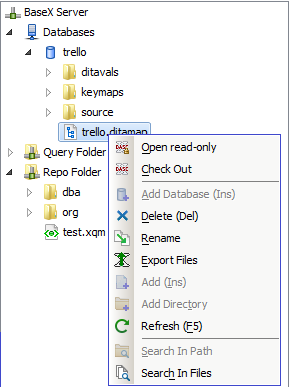 BaseX Server
Databases
trello
ditavals
keymaps
source
trello.ditamap
Query Folder
Repo Folder
dba
org
test.xqm
Open read-only
Check Out
Add Database (Ins)
Delete (Del)
Rename
Export Files
Add (Ins)
Add Directory
Refresh (F5)
Search In Path
Search In Files